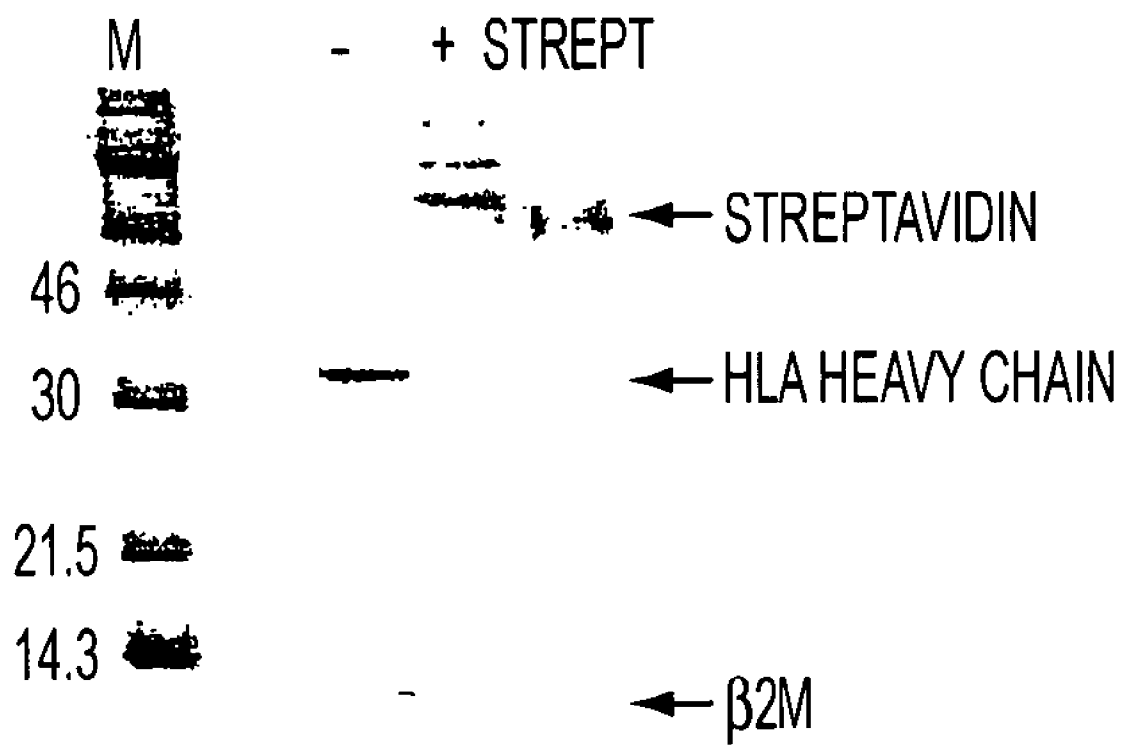 M - + STREPT
STREPTAVIDIN
46
HLA HEAVY CHAIN
30
21.5
14.3
β2M